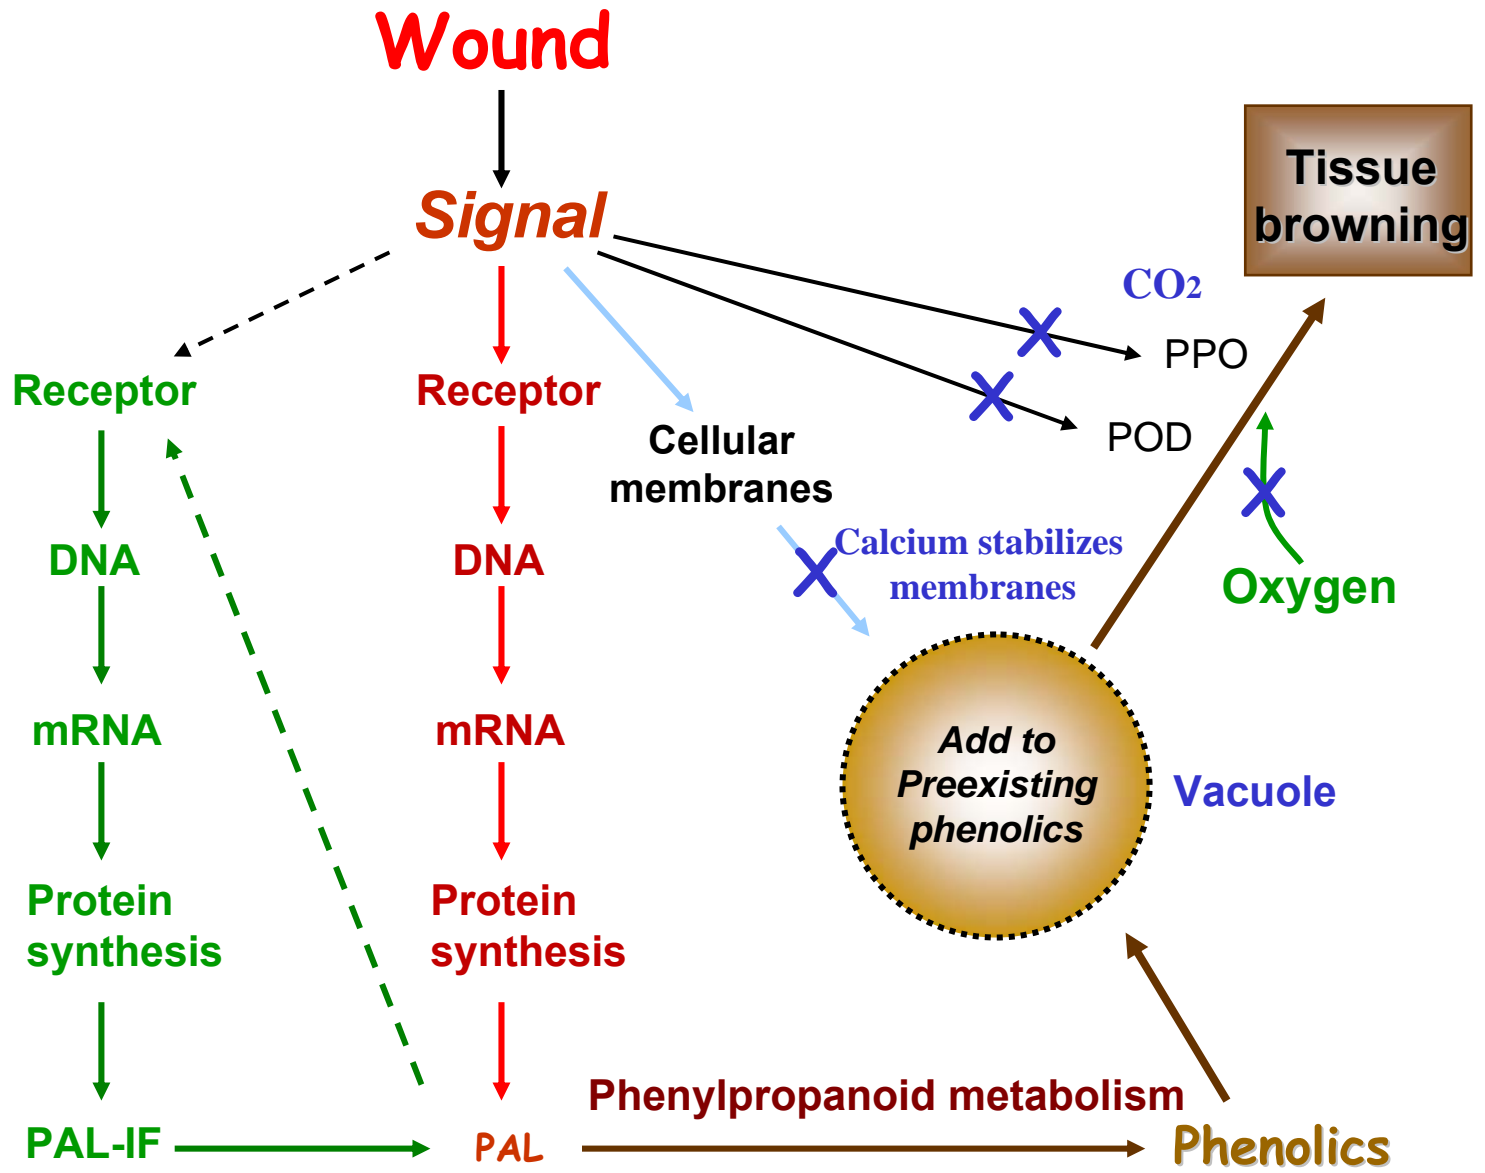 Wound
Signal
Tissue
browning
CO2
PPO
POD
Receptor
Receptor
Cellular
membranes
Calcium stabilizes
membranes
DNA
DNA
Oxygen
mRNA
mRNA
Add to
Preexisting
phenolics
Vacuole
Protein
synthesis
Protein
synthesis
Phenylpropanoid metabolism
PAL-IF
PAL
Phenolics